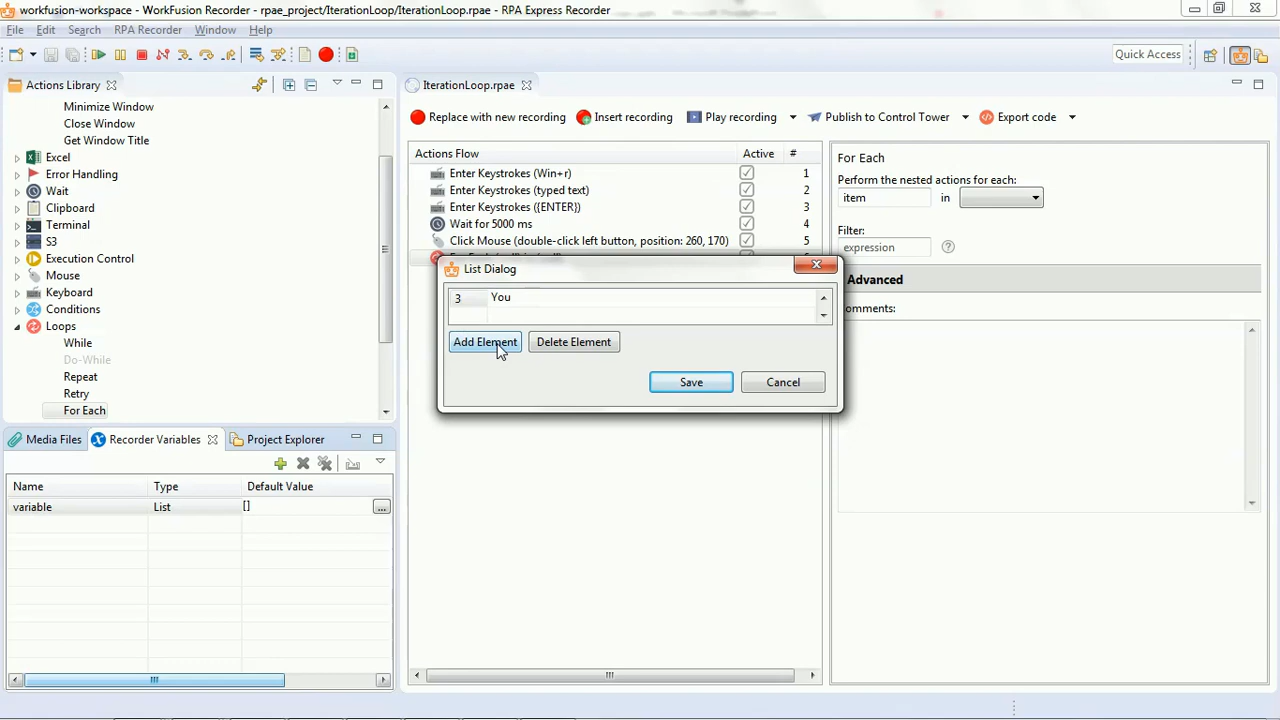 workfusion-workspace - WorkFusion Recorder - rpae_project/IterationLoop/IterationLoop.rpae - RPA Express Recorder
File Edit Search RPA Recorder Window Help
Quick Access
Actions Library
Minimize Window
Close Window
Get Window Title
Excel
Error Handling
Wait
Clipboard
Terminal
S3
Execution Control
Mouse
Keyboard
Conditions
Loops
While
Do-While
Repeat
Retry
For Each
IterationLoop.rpae
Replace with new recording Insert recording Play recording Publish to Control Tower Export code
Actions Flow Active #
Enter Keystrokes (Win+r) 1
Enter Keystrokes (typed text) 2
Enter Keystrokes ({ENTER}) 3
Wait for 5000 ms 4
Click Mouse (double-click left button, position: 260, 170) 5
For Each
Perform the nested actions for each:
item in
Filter:
expression
Advanced
omments:
List Dialog
3 You
Add Element Delete Element
Save Cancel
Media Files Recorder Variables Project Explorer
Name Type Default Value
variable List [] ...